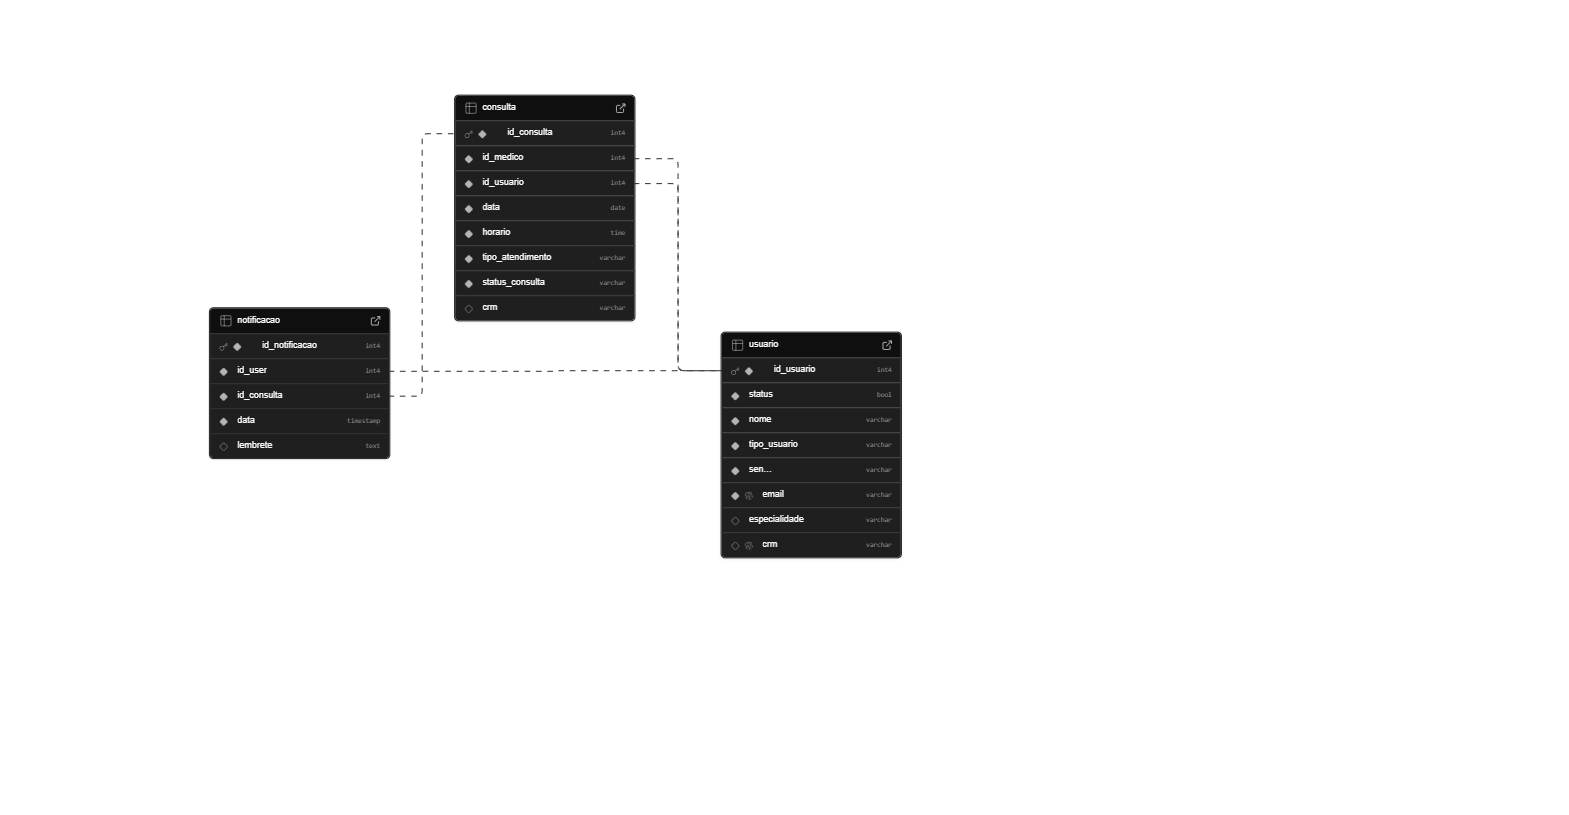 consulta
id_consulta int4
id_medico int4
id_usuario int4
data date
horario time
tipo_atendimento varchar
status_consulta varchar
crm varchar
notificacao
id_notificacao int4
id_user int4
id_consulta int4
data timestamp
lembrete text
usuario
id_usuario int4
status bool
nome varchar
tipo_usuario varchar
sen... varchar
email varchar
especialidade varchar
crm varchar